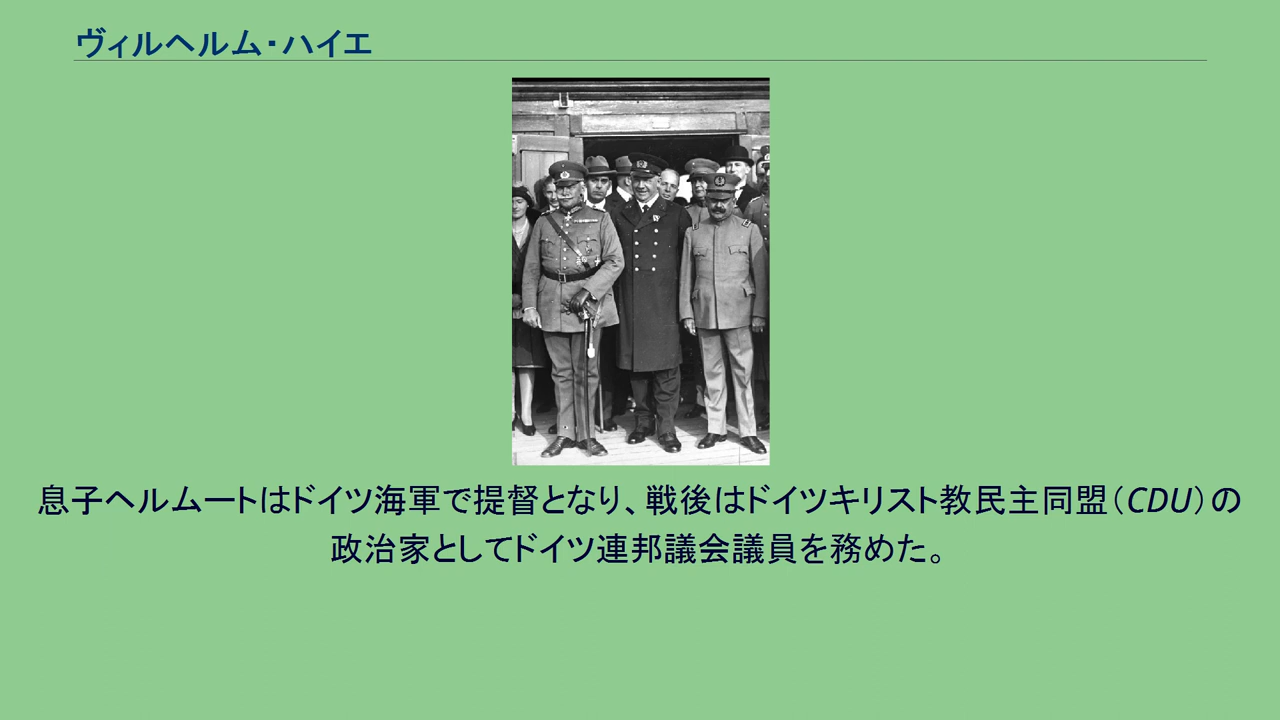 ヴィルヘルム・ハイエ
息子ヘルムートはドイツ海軍で提督となり、戦後はドイツキリスト教民主同盟（CDU）の
政治家としてドイツ連邦議会議員を務めた。